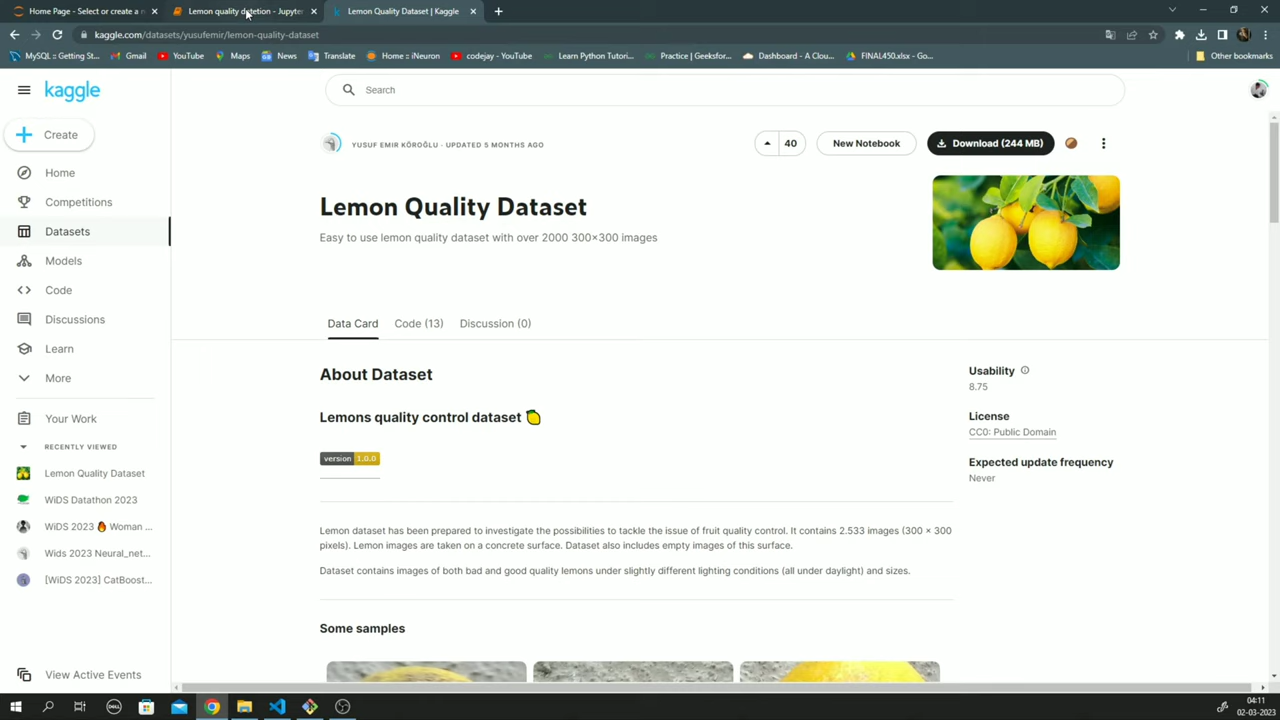 Home Page - Select or create a n
Lemon quality detetion - Jupyter
Lemon Quality Dataset | Kaggle
kaggle.com/datasets/yusufemir/lemon-quality-dataset
MySQL :: Getting St...
YouTube
Maps
News
Translate
Home :: iNeuron
codejay - YouTube
Learn Python Tutori...
Practice | Geeksfor...
Dashboard - A Clou...
FINAL450.xlsx - Go...
Other bookmarks
kaggle
Search
Create
YUSUF EMIR KÖROĞLU · UPDATED 5 MONTHS AGO
40
New Notebook
Download (244 MB)
Home
Competitions
Datasets
Models
Code
Discussions
Learn
More
Your Work
RECENTLY VIEWED
Lemon Quality Dataset
WiDS Datathon 2023
WiDS 2023 🔥 Woman ...
Wids 2023 Neural_net...
[WiDS 2023] CatBoost...
View Active Events
Lemon Quality Dataset
Easy to use lemon quality dataset with over 2000 300×300 images
Data Card
Code (13)
Discussion (0)
About Dataset
Lemons quality control dataset 🍋
version 1.0.0
Lemon dataset has been prepared to investigate the possibilities to tackle the issue of fruit quality control. It contains 2.533 images (300 × 300
pixels). Lemon images are taken on a concrete surface. Dataset also includes empty images of this surface.
Dataset contains images of both bad and good quality lemons under slightly different lighting conditions (all under daylight) and sizes.
Some samples
Usability
8.75
License
CC0: Public Domain
Expected update frequency
Never
04:11
02-03-2023